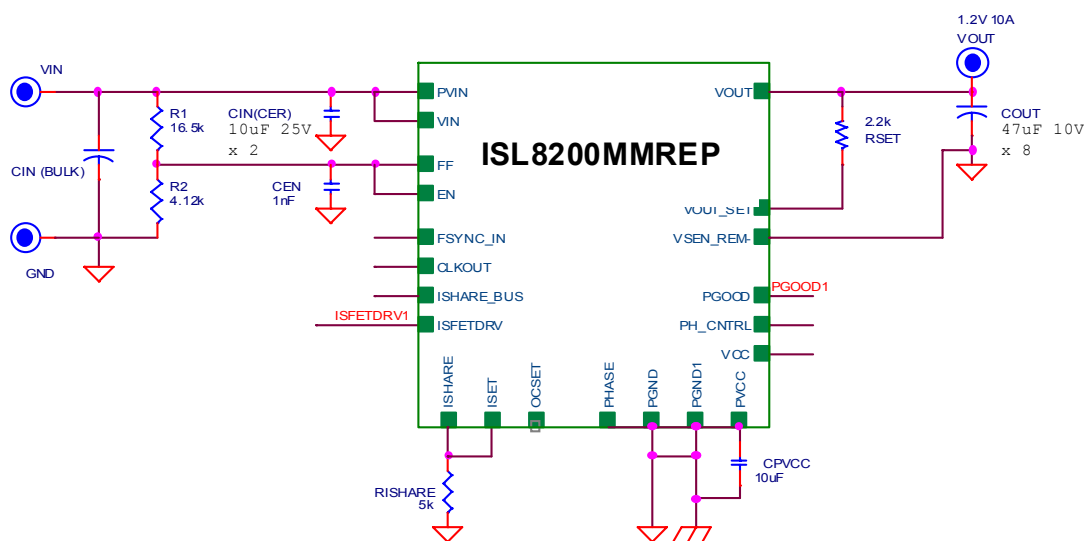 1.2V 10A
VOUT
VIN
PVIN
VOUT
R1
16.5k
CIN(CER)
10uF 25V
x 2
VIN
2.2k
RSET
COUT
47uF 10V
x 8
ISL8200MMREP
CIN (BULK)
FF
R2
4.12k
CEN
1nF
EN
VOUT_SET
FSYNC_IN
VSEN_REM-
GND
CLKOUT
ISHARE_BUS
PGOOD
PGOOD1
ISFETDRV1
ISFETDRV
PH_CNTRL
VCC
ISHARE
ISET
OCSET
PHASE
PGND
PGND1
PVCC
RISHARE
5k
CPVCC
10uF